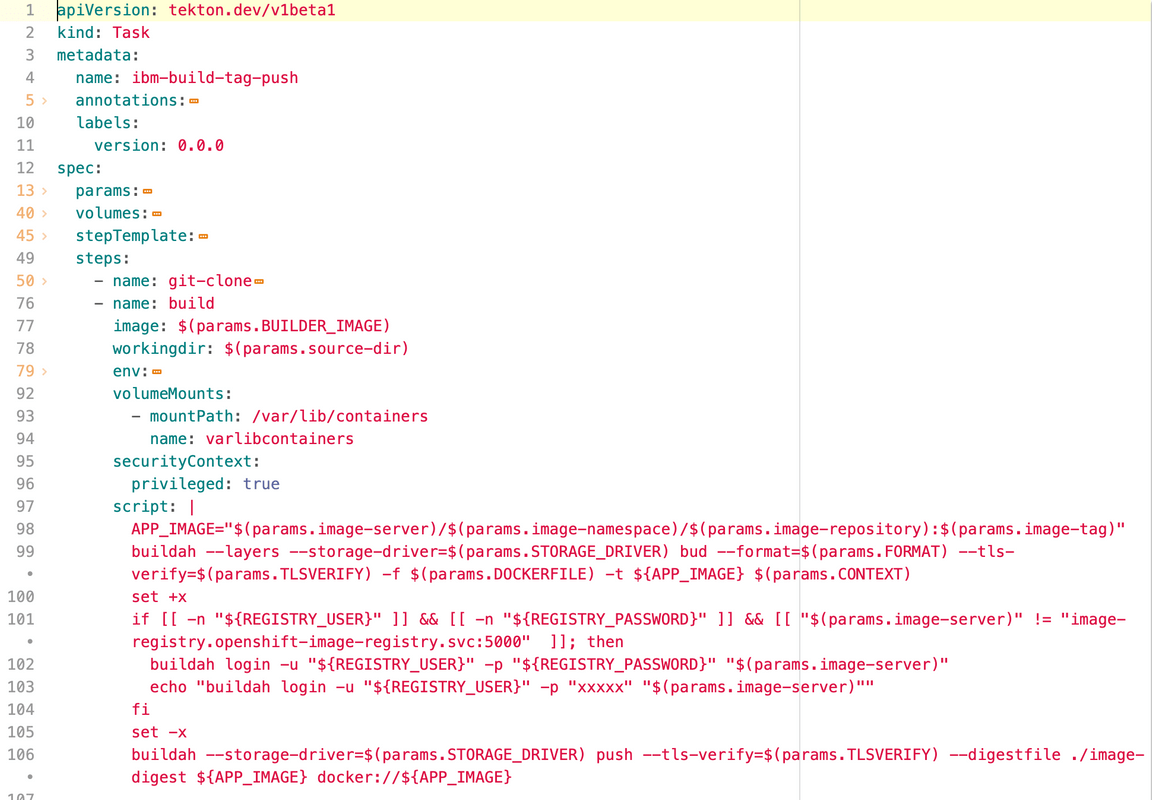 1 apiVersion: tekton.dev/v1beta1
2 kind: Task
3 metadata:
4 name: ibm-build-tag-push
5 annotations:
10 labels:
11 version: 0.0.0
12 spec:
13 params:
40 volumes:
45 stepTemplate:
49 steps:
50 - name: git-clone
76 - name: build
77 image: $(params.BUILDER_IMAGE)
78 workingdir: $(params.source-dir)
79 env:
92 volumeMounts:
93 - mountPath: /var/lib/containers
94 name: varlibcontainers
95 securityContext:
96 privileged: true
97 script: |
98 APP_IMAGE="$(params.image-server)/$(params.image-namespace)/$(params.image-repository):$(params.image-tag)"
99 buildah --layers --storage-driver=$(params.STORAGE_DRIVER) bud --format=$(params.FORMAT) --tls-
• verify=$(params.TLSVERIFY) -f $(params.DOCKERFILE) -t ${APP_IMAGE} $(params.CONTEXT)
100 set +x
101 if [[ -n "${REGISTRY_USER}" ]] && [[ -n "${REGISTRY_PASSWORD}" ]] && [[ "$(params.image-server)" != "image-
• registry.openshift-image-registry.svc:5000"  ]]; then
102 buildah login -u "${REGISTRY_USER}" -p "${REGISTRY_PASSWORD}" "$(params.image-server)"
103 echo "buildah login -u "${REGISTRY_USER}" -p "xxxxx" "$(params.image-server)""
104 fi
105 set -x
106 buildah --storage-driver=$(params.STORAGE_DRIVER) push --tls-verify=$(params.TLSVERIFY) --digestfile ./image-
• digest ${APP_IMAGE} docker://${APP_IMAGE}
107